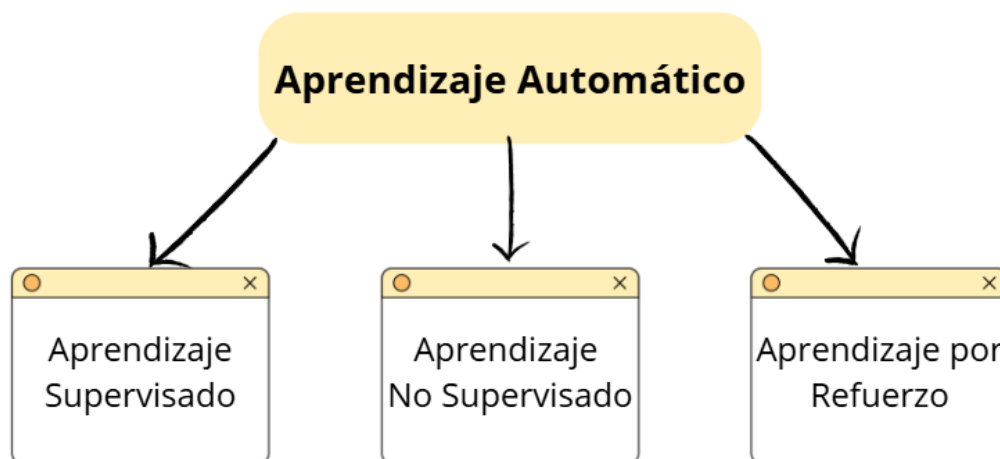 Aprendizaje Automático
Aprendizaje
Supervisado
Aprendizaje
No Supervisado
Aprendizaje por
Refuerzo